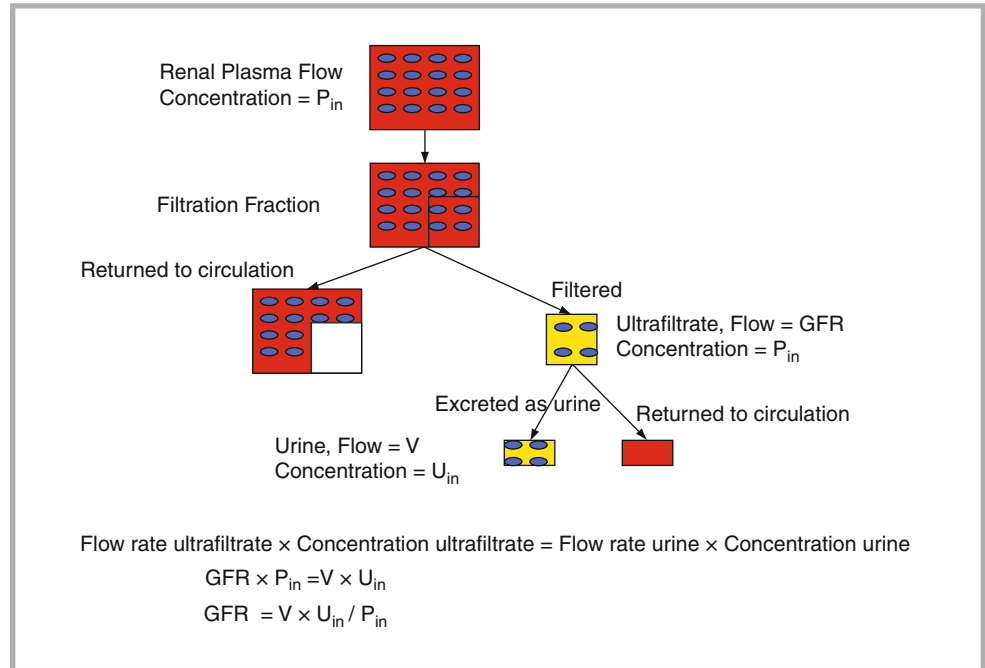 Renal Plasma Flow
Concentration = P_in
Filtration Fraction
Returned to circulation
Filtered
Ultrafiltrate, Flow = GFR
Concentration = P_in
Excreted as urine
Returned to circulation
Urine, Flow = V
Concentration = U_in
Flow rate ultrafiltrate × Concentration ultrafiltrate = Flow rate urine × Concentration urine
GFR × P_in =V × U_in
GFR = V × U_in / P_in